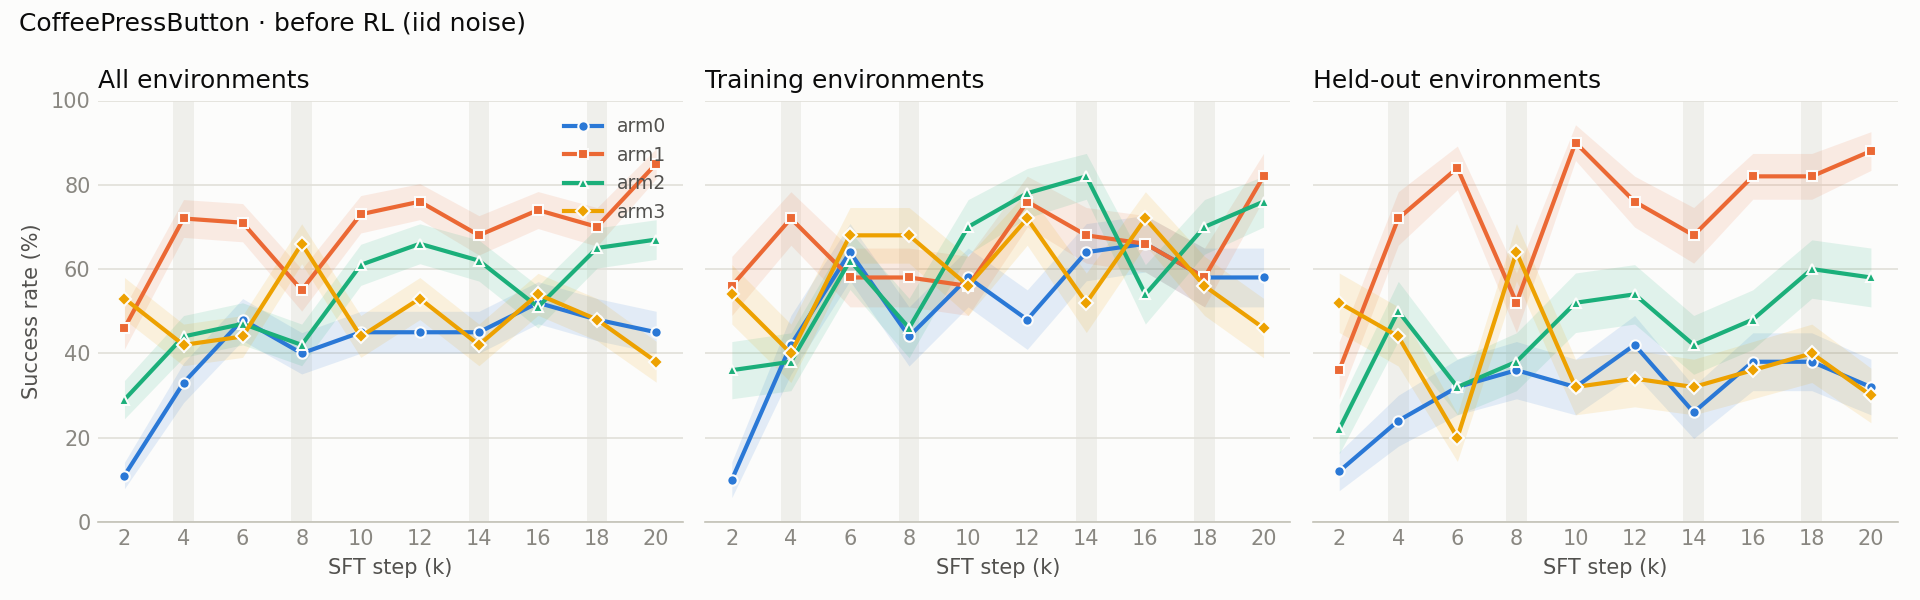 CoffeePressButton · before RL (iid noise)
All environments
Training environments
Held-out environments
Success rate (%)
100
80
60
40
20
0
arm0
arm1
arm2
arm3
2 4 6 8 10 12 14 16 18 20
2 4 6 8 10 12 14 16 18 20
2 4 6 8 10 12 14 16 18 20
SFT step (k)
SFT step (k)
SFT step (k)